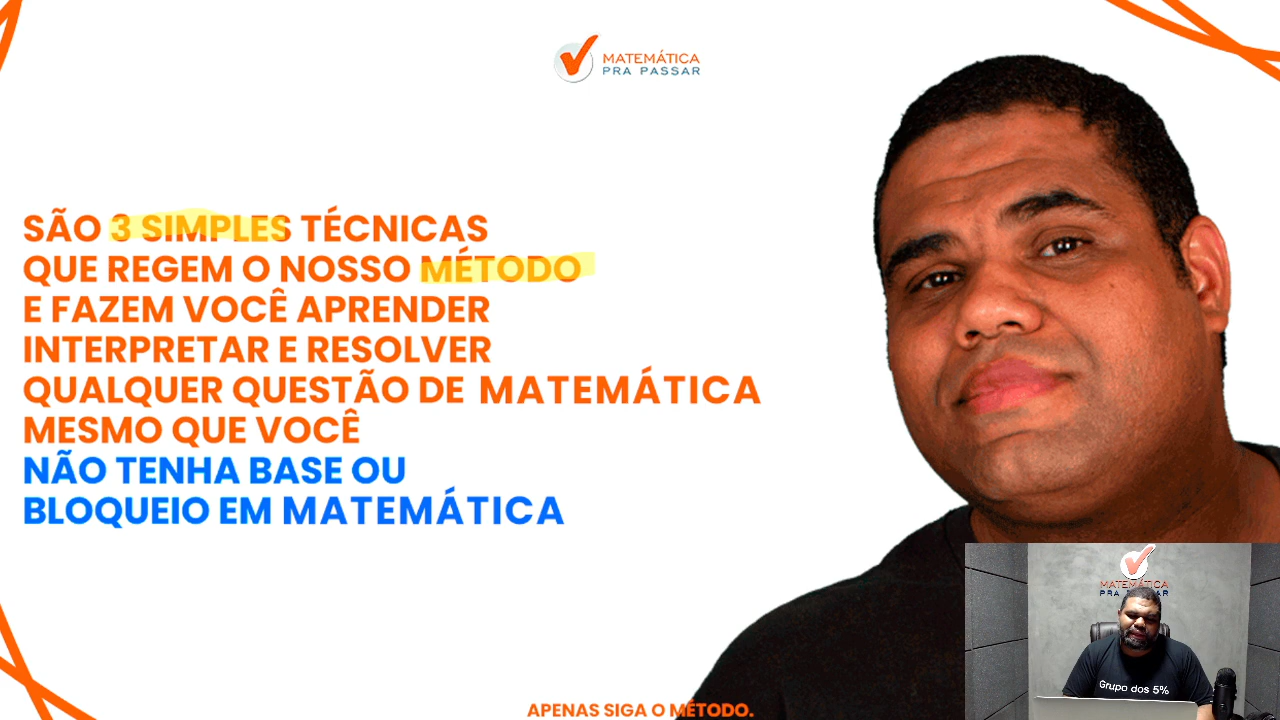 MATEMÁTICA
PRA PASSAR
SÃO 3 SIMPLES TÉCNICAS
QUE REGEM O NOSSO MÉTODO
E FAZEM VOCÊ APRENDER
INTERPRETAR E RESOLVER
QUALQUER QUESTÃO DE MATEMÁTICA
MESMO QUE VOCÊ
NÃO TENHA BASE OU
BLOQUEIO EM MATEMÁTICA
MATEMÁTICA
PRA PASSAR
Grupo dos 5%
APENAS SIGA O MÉTODO.